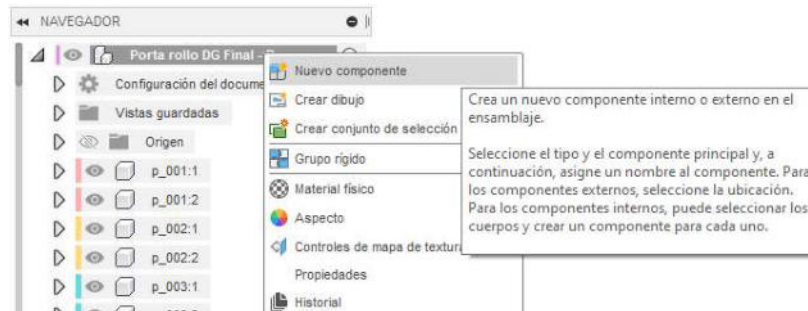 NAVEGADOR
Porta rollo DG Final -
Configuración del docume
Vistas guardadas
Origen
p_001:1
p_001:2
p_002:1
p_002:2
p_003:1
Nuevo componente
Crear dibujo
Crear conjunto de selección
Grupo rígido
Material físico
Aspecto
Controles de mapa de textura
Propiedades
Historial
Crea un nuevo componente interno o externo en el
ensamblaje.
Seleccione el tipo y el componente principal y, a
continuación, asigne un nombre al componente. Para
los componentes externos, seleccione la ubicación.
Para los componentes internos, puede seleccionar los
cuerpos y crear un componente para cada uno.